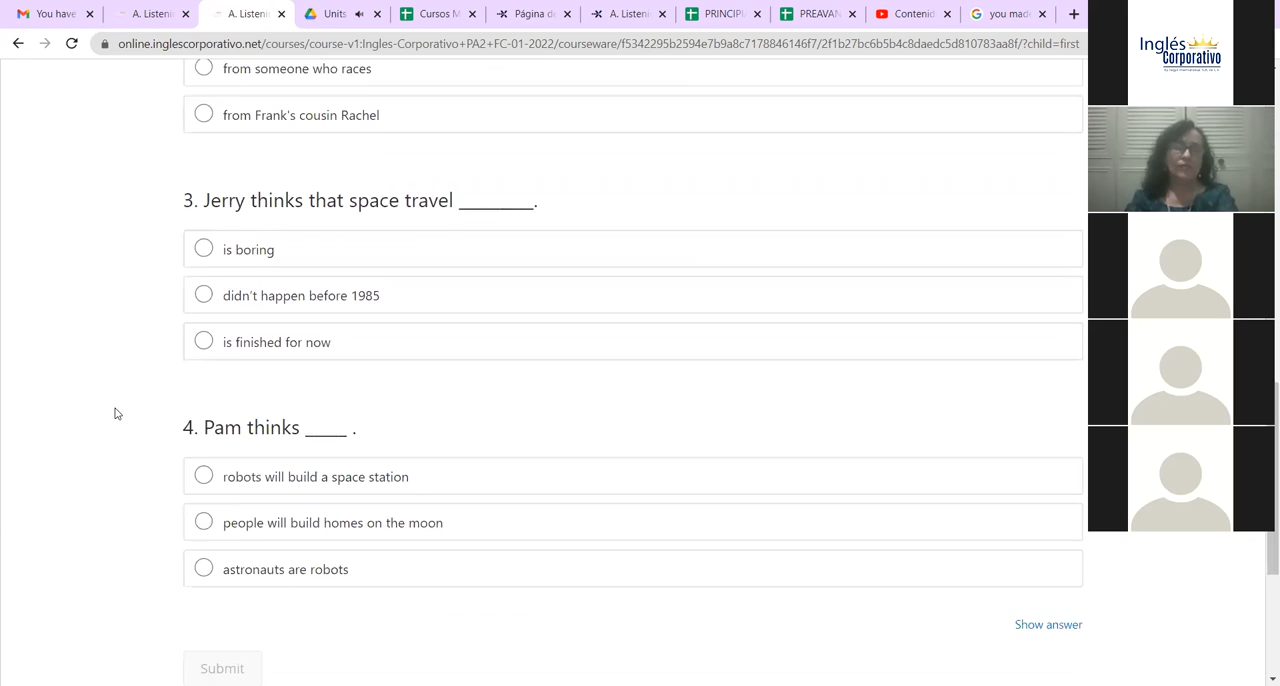 You have
A. Listenin
A. Listenin
Units
Cursos M
Página de
A. Listeni
PRINCIPI
PREAVAN
Contenid
you mad
online.inglescorporativo.net/courses/course-v1:Ingles-Corporativo+PA2+FC-01-2022/courseware/f5342295b2594e7b9a8c7178846146f7/2f1b27bc6b5b4c8daedc5d810783aa8f/?child=first
Inglés
Corporativo
from someone who races
from Frank's cousin Rachel
3. Jerry thinks that space travel ________.
is boring
didn't happen before 1985
is finished for now
4. Pam thinks _____ .
robots will build a space station
people will build homes on the moon
astronauts are robots
Show answer
Submit